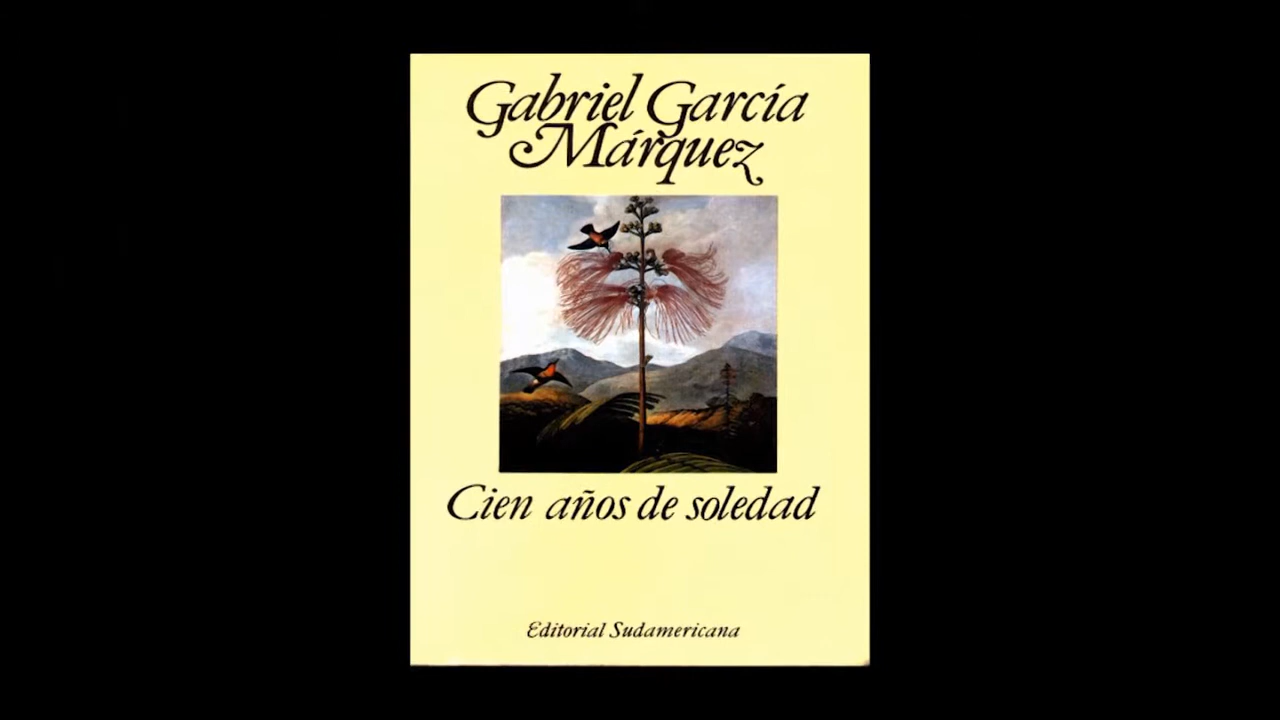 Gabriel García
Márquez
Cien años de soledad
Editorial Sudamericana